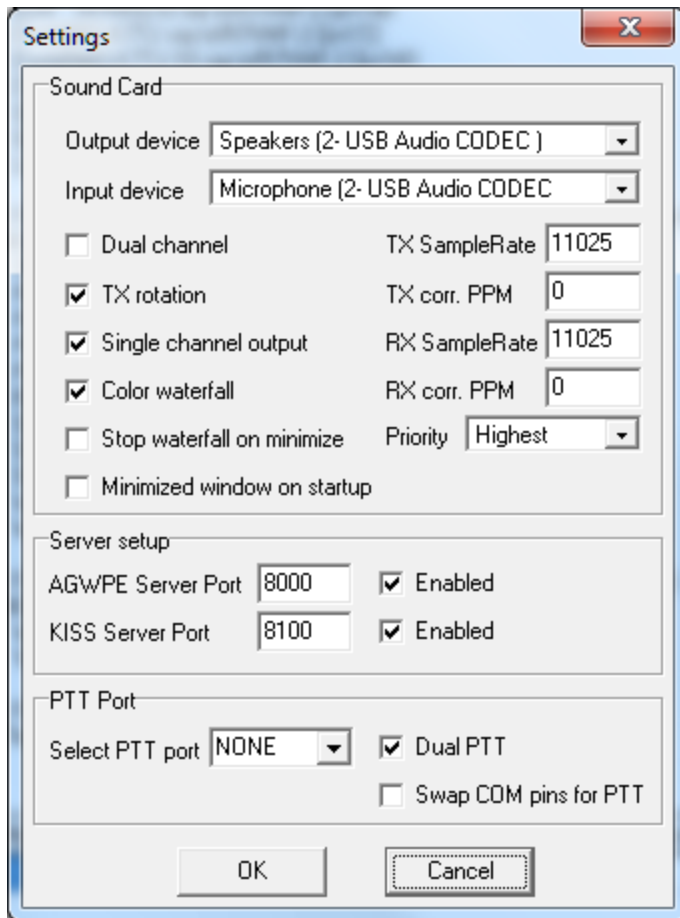 Settings
Sound Card
Output device Speakers (2- USB Audio CODEC )
Input device Microphone (2- USB Audio CODEC
Dual channel TX SampleRate 11025
TX rotation TX corr. PPM 0
Single channel output RX SampleRate 11025
Color waterfall RX corr. PPM 0
Stop waterfall on minimize Priority Highest
Minimized window on startup
Server setup
AGWPE Server Port 8000 Enabled
KISS Server Port 8100 Enabled
PTT Port
Select PTT port NONE Dual PTT
Swap COM pins for PTT
OK Cancel